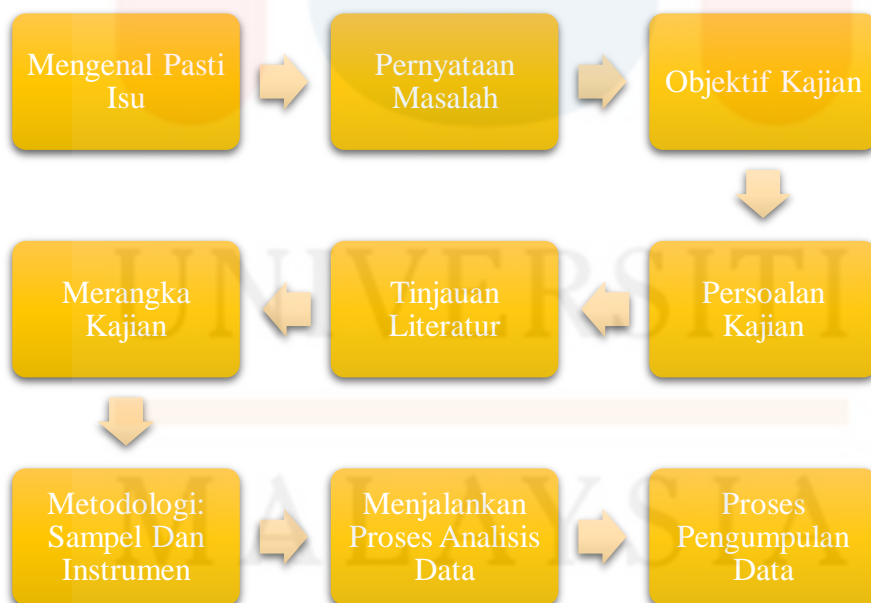 Mengenal Pasti
Isu
Pernyataan
Masalah
Objektif Kajian
Persoalan
Kajian
Tinjauan
Literatur
Merangka
Kajian
Metodologi:
Sampel Dan
Instrumen
Menjalankan
Proses Analisis
Data
Proses
Pengumpulan
Data
UNIVERSITI
MALAYSIA